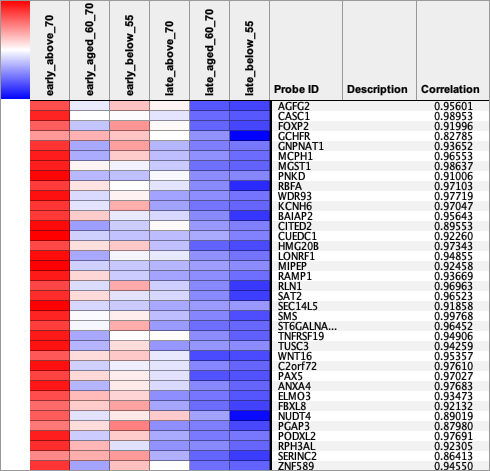 early_above_70
early_aged_60_70
early_below_55
late_above_70
late_aged_60_70
late_below_55
Probe ID Description Correlation
AGFG2 0.95601
CASC1 0.98953
FOXP2 0.91996
GCHFR 0.82785
GNPNAT1 0.93652
MCPH1 0.96553
MGST1 0.98637
PNKD 0.91006
RBFA 0.97103
WDR93 0.97719
KCNH6 0.97047
BAIAP2 0.95643
CITED2 0.89553
CUEDC1 0.92260
HMG20B 0.97343
LONRF1 0.94855
MIPEP 0.92458
RAMP1 0.93669
RLN1 0.96963
SAT2 0.96523
SEC14L5 0.91858
SMS 0.99768
ST6GALNA... 0.96452
TNFRSF19 0.94906
TUSC3 0.94259
WNT16 0.95357
C2orf72 0.97610
PAX5 0.97027
ANXA4 0.97683
ELMO3 0.93473
FBXL8 0.92132
NUDT4 0.89019
PGAP3 0.87980
PODXL2 0.97691
RPH3AL 0.92305
SERINC2 0.86413
ZNF589 0.94550